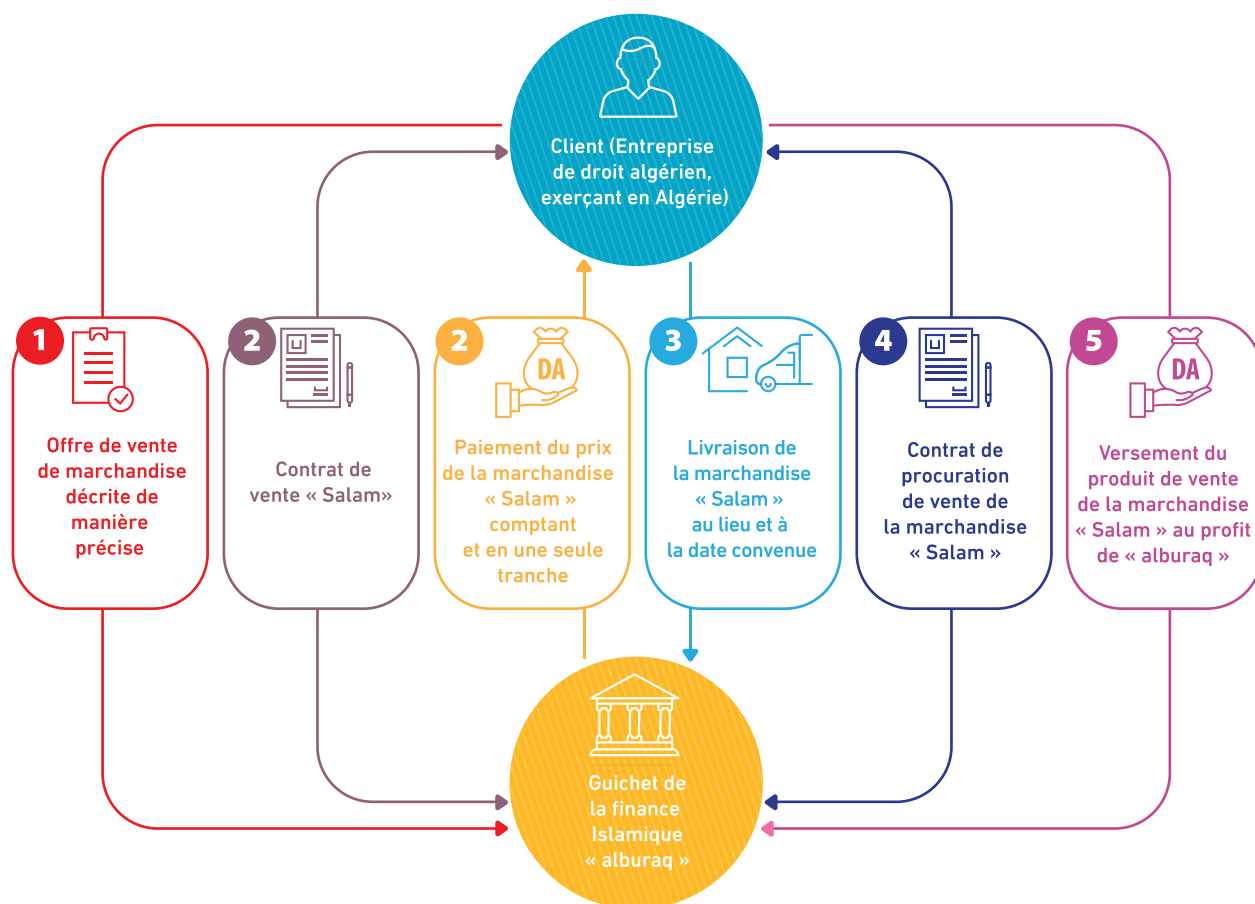 Client (Entreprise
de droit algérien,
exerçant en Algérie)
1
Offre de vente
de marchandise
décrite de
manière
précise
2
Contrat de
vente « Salam»
2
DA
Paiement du prix
de la marchandise
« Salam »
comptant
et en une seule
tranche
3
Livraison de
la marchandise
« Salam »
au lieu et à
la date convenue
4
Contrat de
procuration
de vente de
la marchandise
« Salam »
5
DA
Versement du
produit de vente
de la marchandise
« Salam » au profit
de « alburaq »
Guichet de
la finance
Islamique
« alburaq »